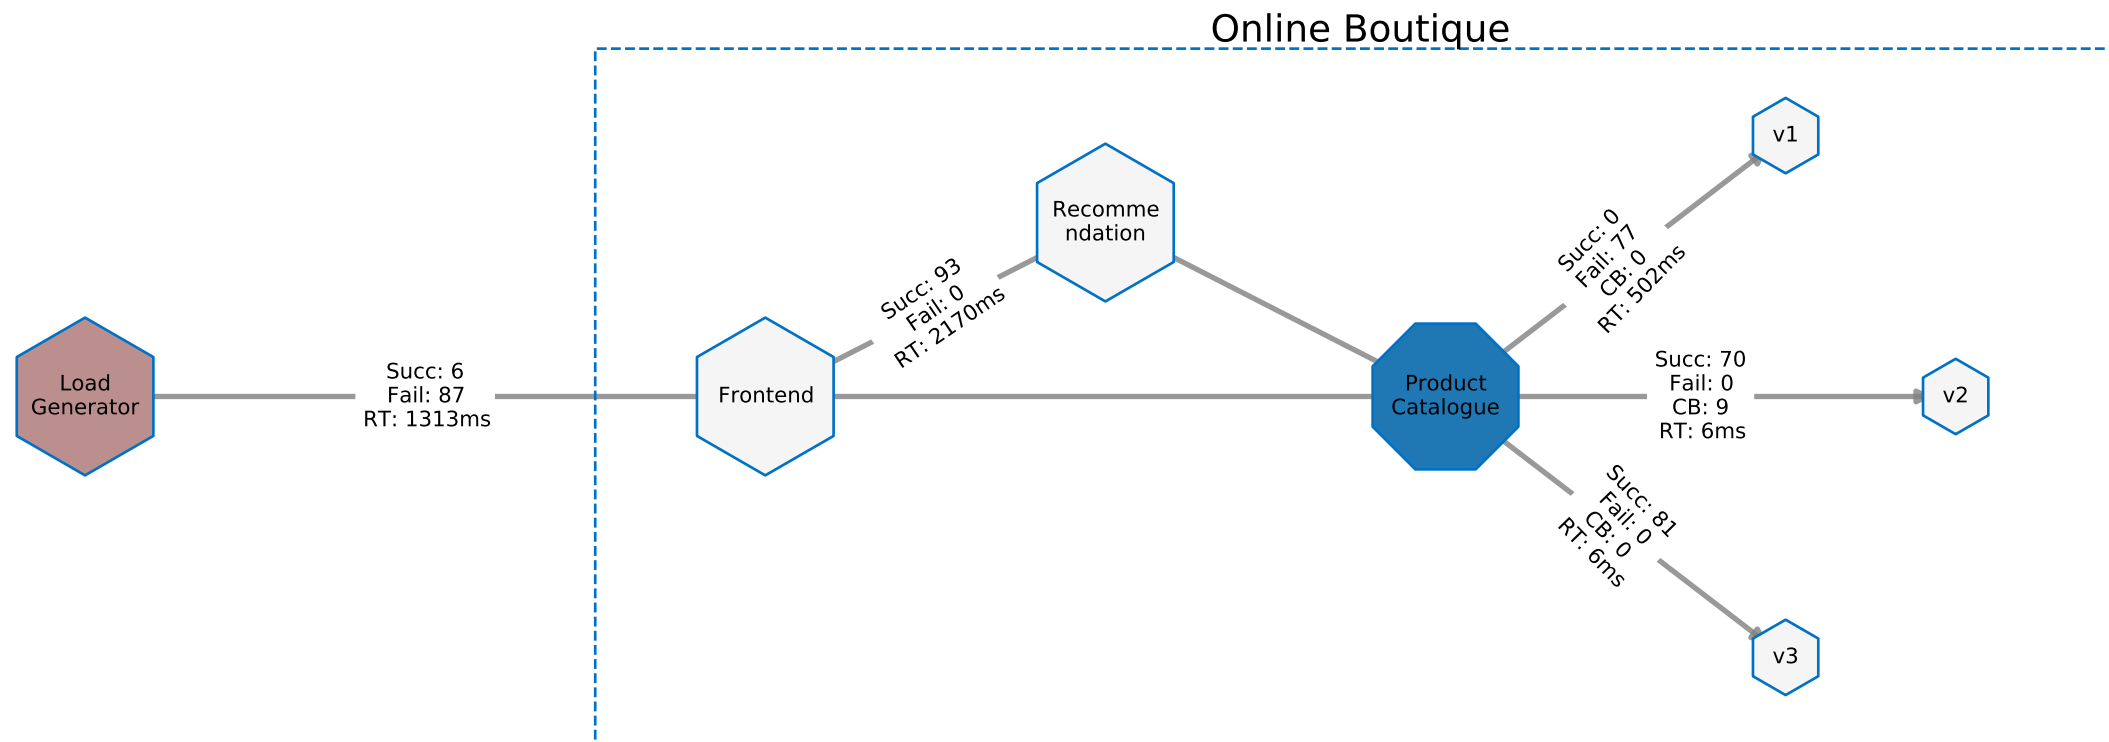 Online Boutique
Load
Generator
Succ: 6
Fail: 87
RT: 1313ms
Frontend
Succ: 93
Fail: 0
RT: 2170ms
Recomme
ndation
Product
Catalogue
Succ: 0
Fail: 77
CB: 0
RT: 502ms
v1
Succ: 70
Fail: 0
CB: 9
RT: 6ms
v2
Succ: 81
Fail: 0
CB: 0
RT: 6ms
v3